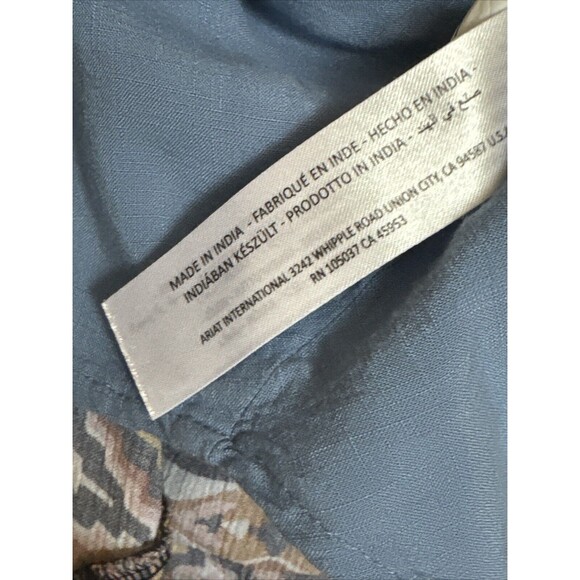 MADE IN INDIA - FABRIQUÉ EN INDE - HECHO EN INDIA -
INDIÁBAN KÉSZÜLT - PRODOTTO IN INDIA - صنع في الهند
ARIAT INTERNATIONAL 3242 WHIPPLE ROAD UNION CITY, CA 94587 U.S.
RN 105037 CA 45953